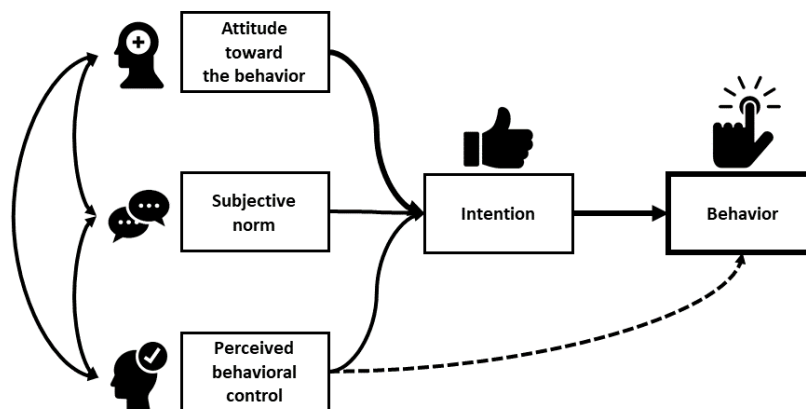 Attitude
toward
the behavior
Subjective
norm
Intention
Behavior
Perceived
behavioral
control